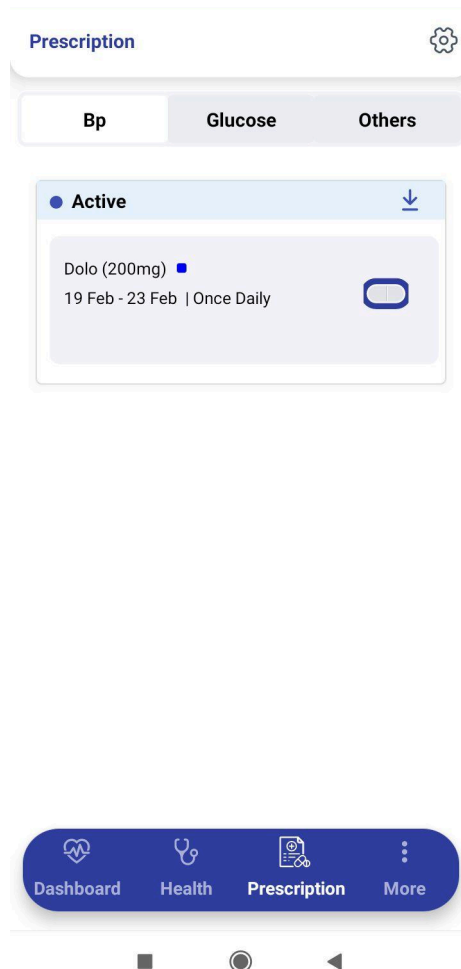 Prescription
Bp Glucose Others
Active
Dolo (200mg)
19 Feb - 23 Feb | Once Daily
Dashboard Health Prescription More